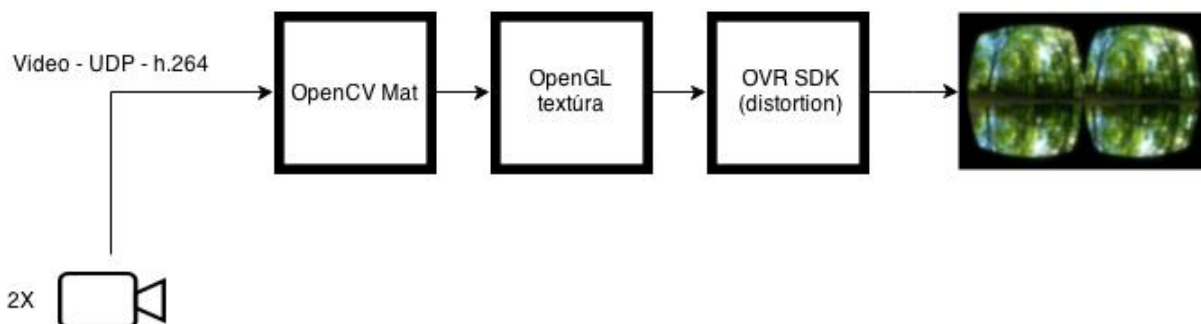 Video - UDP - h.264
OpenCV Mat
OpenGL
textúra
OVR SDK
(distortion)
2X